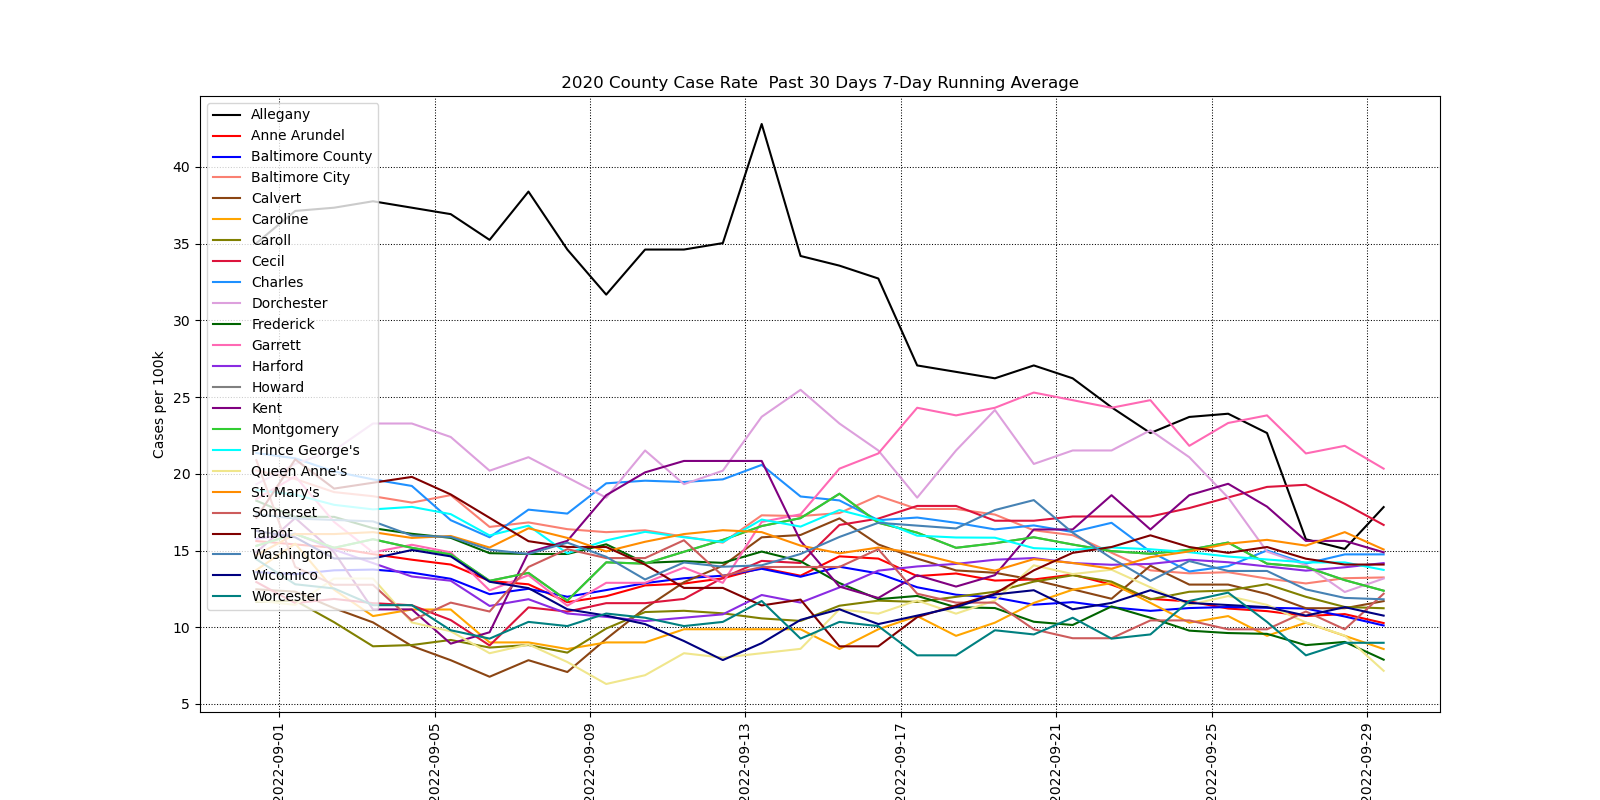 2020 County Case Rate  Past 30 Days 7-Day Running Average
Cases per 100k
40
35
30
25
20
15
10
5
Allegany
Anne Arundel
Baltimore County
Baltimore City
Calvert
Caroline
Caroll
Cecil
Charles
Dorchester
Frederick
Garrett
Harford
Howard
Kent
Montgomery
Prince George's
Queen Anne's
St. Mary's
Somerset
Talbot
Washington
Wicomico
Worcester
2022-09-01
2022-09-05
2022-09-09
2022-09-13
2022-09-17
2022-09-21
2022-09-25
2022-09-29